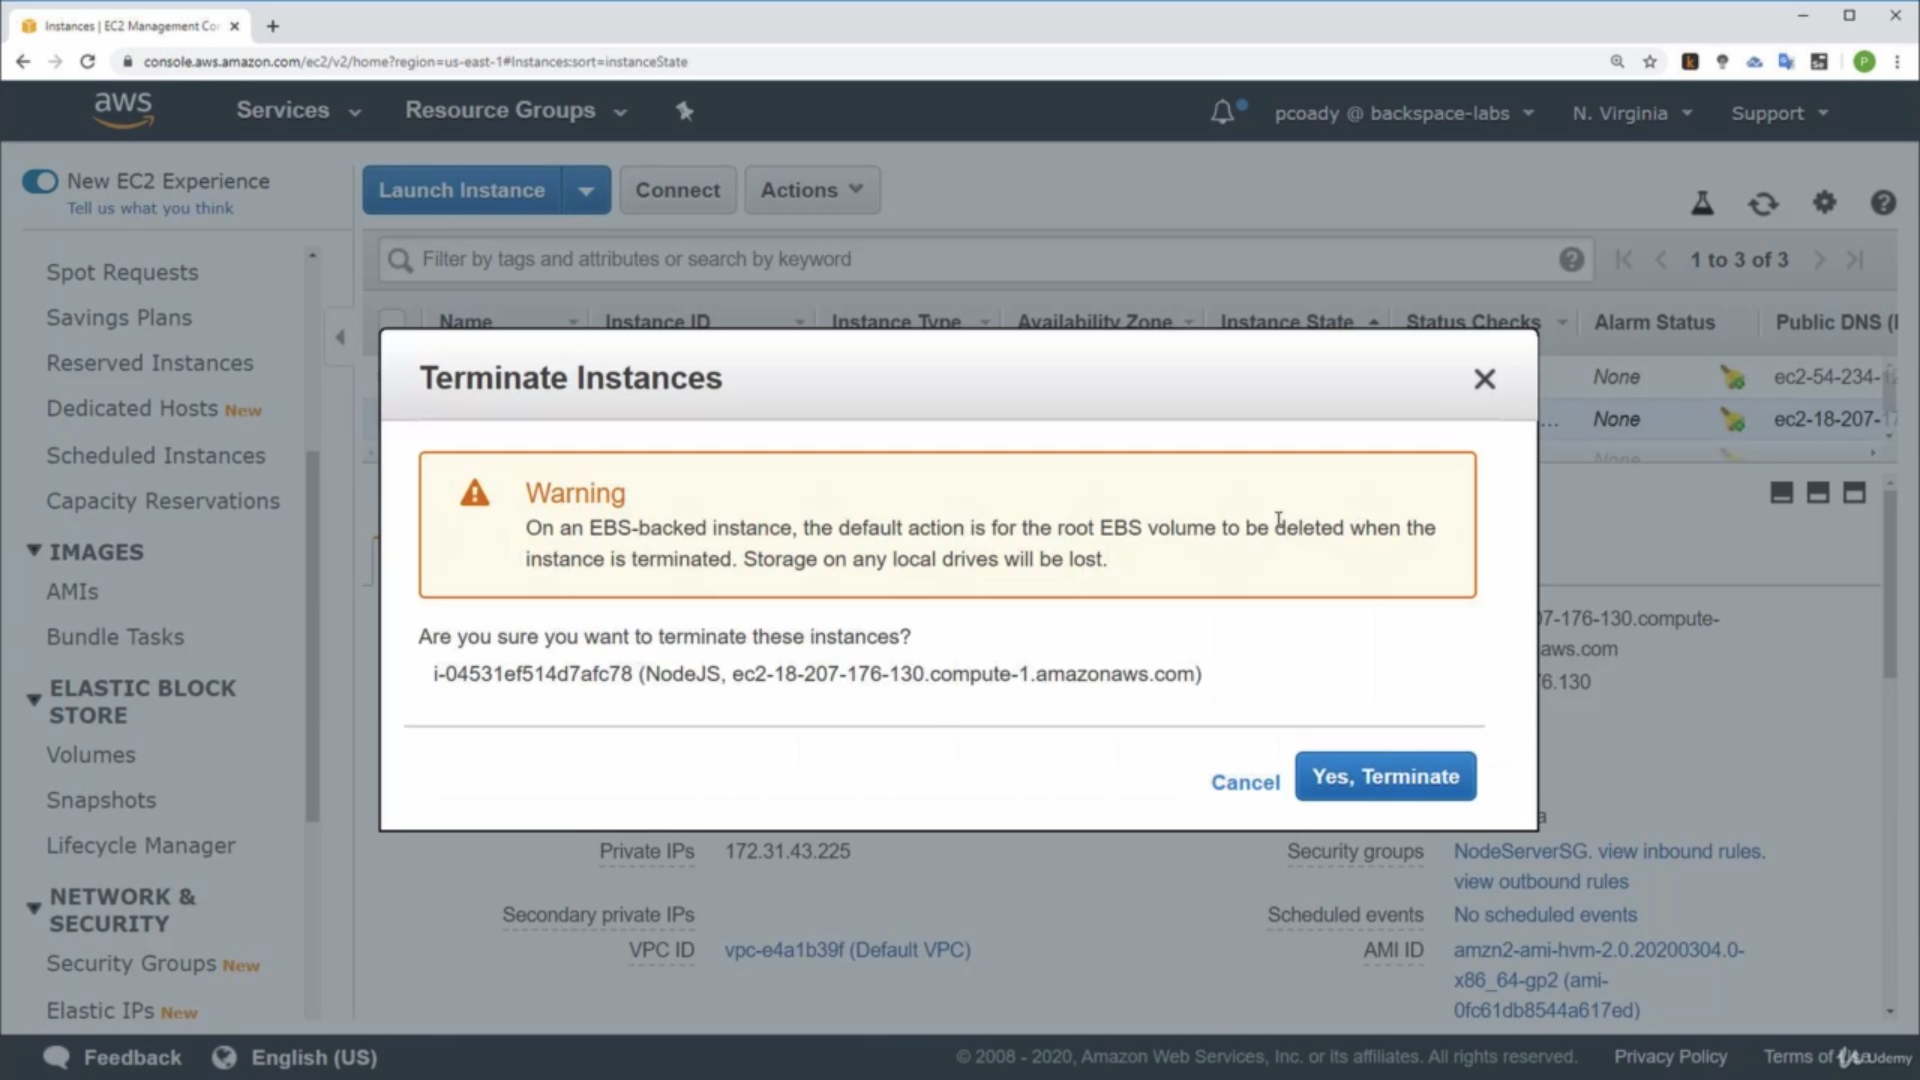 Instances | EC2 Management Co
console.aws.amazon.com/ec2/v2/home?region=us-east-1#Instances:sort=instanceState
aws
Services
Resource Groups
pcoady @ backspace-labs
N. Virginia
Support
New EC2 Experience
Tell us what you think
Launch Instance
Connect
Actions
Filter by tags and attributes or search by keyword
1 to 3 of 3
Name
Instance ID
Instance Type
Availability Zone
Instance State
Status Checks
Alarm Status
Public DNS (
None
ec2-54-234-
None
ec2-18-207-
None
Spot Requests
Savings Plans
Reserved Instances
Dedicated Hosts New
Scheduled Instances
Capacity Reservations
IMAGES
AMIs
Bundle Tasks
ELASTIC BLOCK
STORE
Volumes
Snapshots
Lifecycle Manager
NETWORK &
SECURITY
Security Groups New
Elastic IPs New
Terminate Instances
Warning
On an EBS-backed instance, the default action is for the root EBS volume to be deleted when the
instance is terminated. Storage on any local drives will be lost.
Are you sure you want to terminate these instances?
i-04531ef514d7afc78 (NodeJS, ec2-18-207-176-130.compute-1.amazonaws.com)
Cancel
Yes, Terminate
7-176-130.compute-
aws.com
6.130
a
Private IPs 172.31.43.225
Security groups NodeServerSG. view inbound rules.
view outbound rules
Secondary private IPs
Scheduled events No scheduled events
VPC ID vpc-e4a1b39f (Default VPC)
AMI ID amzn2-ami-hvm-2.0.20200304.0-
x86_64-gp2 (ami-
0fc61db8544a617ed)
Feedback
English (US)
© 2008 - 2020, Amazon Web Services, Inc. or its affiliates. All rights reserved.
Privacy Policy
Terms of
Udemy